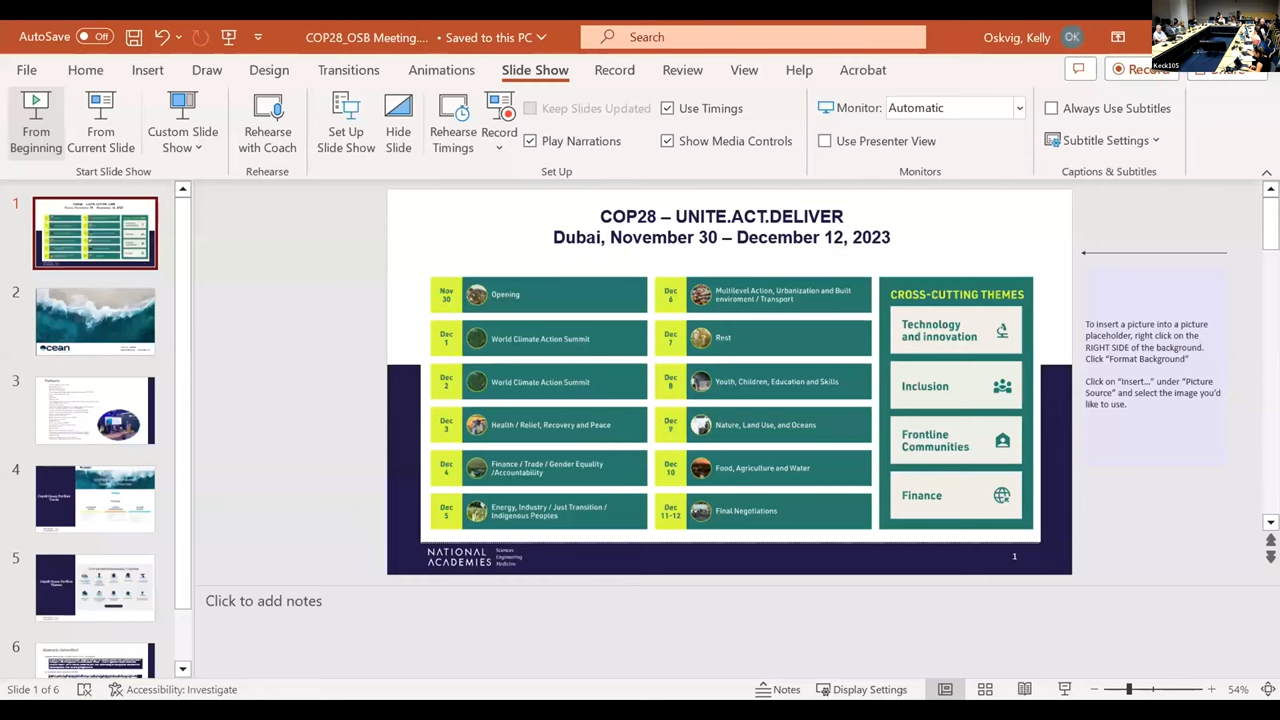 AutoSave Off
COP28_OSB Meeting.... • Saved to this PC
Search
Oskvig, Kelly OK
Keck105
File Home Insert Draw Design Transitions Animations Slide Show Record Review View Help Acrobat
Record
From Beginning
From Current Slide
Custom Slide Show
Start Slide Show
Rehearse with Coach
Rehearse
Set Up Slide Show
Hide Slide
Rehearse Timings
Record
Keep Slides Updated
Play Narrations
Use Timings
Show Media Controls
Set Up
Monitor: Automatic
Use Presenter View
Monitors
Always Use Subtitles
Subtitle Settings
Captions & Subtitles
1
2
3
4
5
6
COP28 – UNITE.ACT.DELIVER
Dubai, November 30 – December 12, 2023
Nov 30 Opening
Dec 1 World Climate Action Summit
Dec 2 World Climate Action Summit
Dec 3 Health / Relief, Recovery and Peace
Dec 4 Finance / Trade / Gender Equality
/Accountability
Dec 5 Energy, Industry / Just Transition /
Indigenous Peoples
Dec 6 Multilevel Action, Urbanization and Built
enviroment / Transport
Dec 7 Rest
Dec 8 Youth, Children, Education and Skills
Dec 9 Nature, Land Use, and Oceans
Dec 10 Food, Agriculture and Water
Dec 11-12 Final Negotiations
CROSS-CUTTING THEMES
Technology
and innovation
Inclusion
Frontline
Communities
Finance
NATIONAL
ACADEMIES
Sciences
Engineering
Medicine
1
To insert a picture into a picture
placeholder, right click on the
RIGHT SIDE of the background.
Click “Format Background”
Click on “Insert...” under “Picture
Source” and select the image you’d
like to use.
Click to add notes
Slide 1 of 6
Accessibility: Investigate
Notes
Display Settings
54%